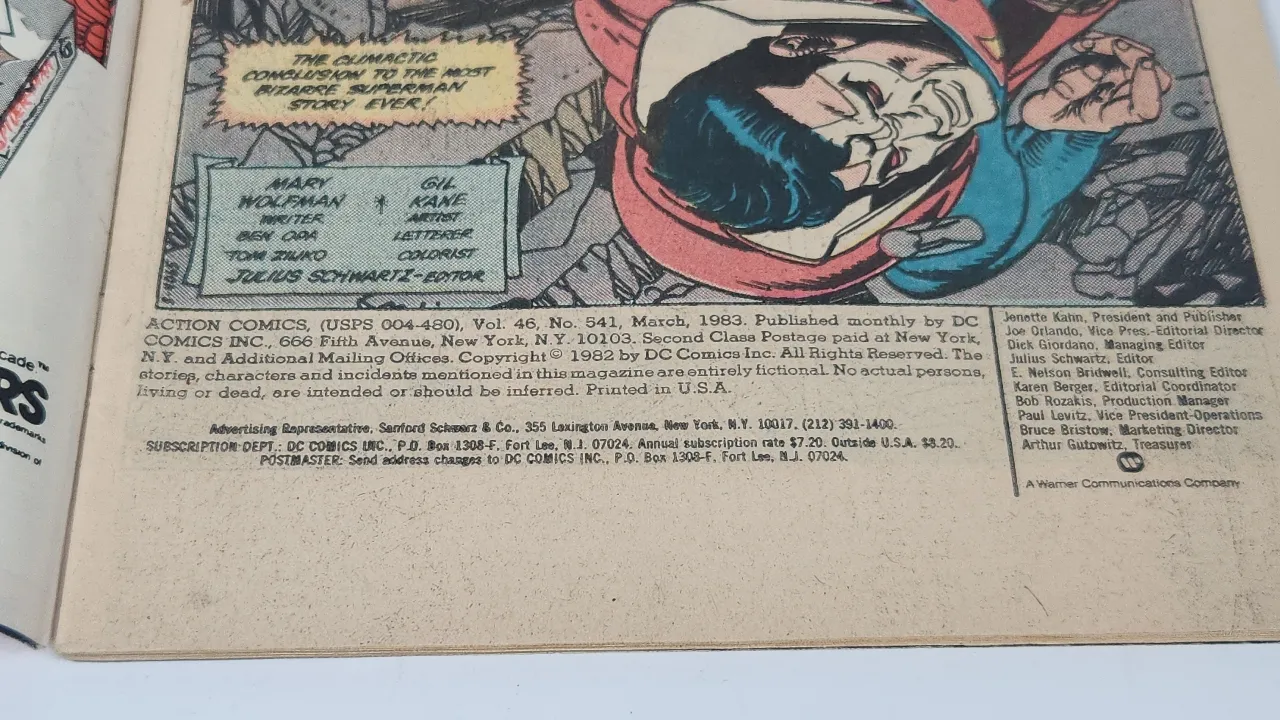 THE CLIMACTIC
CONCLUSION TO THE MOST
BIZARRE SUPERMAN
STORY EVER!
MARV GIL
WOLFMAN * KANE
WRITER ARTIST
BEN ODA LETTERER
TOM ZIUKO COLORIST
JULIUS SCHWARTZ-EDITOR
ACTION COMICS, (USPS 004-480), Vol. 46, No. 541, March, 1983. Published monthly by DC
COMICS INC., 666 Fifth Avenue, New York, N.Y. 10103. Second Class Postage paid at New York,
N.Y. and Additional Mailing Offices. Copyright © 1982 by DC Comics Inc. All Rights Reserved. The
stories, characters and incidents mentioned in this magazine are entirely fictional. No actual persons,
living or dead, are intended or should be inferred. Printed in U.S.A.
Advertising Representative, Sanford Schwarz & Co., 355 Lexington Avenue, New York, N.Y. 10017. (212) 391-1400.
SUBSCRIPTION DEPT.: DC COMICS INC., P.O. Box 1308-F, Fort Lee, N.J. 07024. Annual subscription rate $7.20. Outside U.S.A. $8.20.
POSTMASTER: Send address changes to DC COMICS INC., P.O. Box 1308-F, Fort Lee, N.J. 07024.
Jenette Kahn, President and Publisher
Joe Orlando, Vice Pres.-Editorial Director
Dick Giordano, Managing Editor
Julius Schwartz, Editor
E. Nelson Bridwell, Consulting Editor
Karen Berger, Editorial Coordinator
Bob Rozakis, Production Manager
Paul Levitz, Vice President-Operations
Bruce Bristow, Marketing Director
Arthur Gutowitz, Treasurer
A Warner Communications Company
cade™
RS
rademarks
ivision of